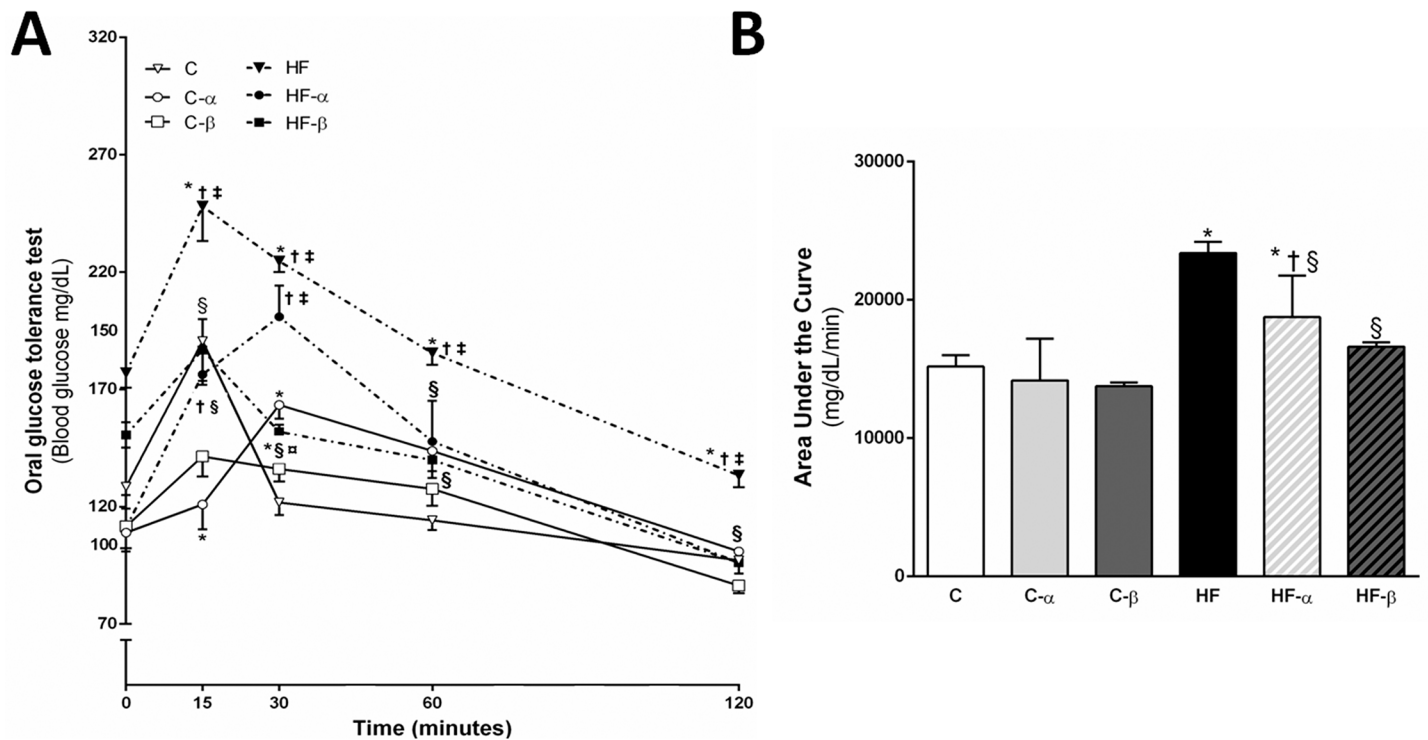 A
B
320
270
220
150
170
120
100
70
C
HF
C-α
HF-α
C-β
HF-β
* † ‡
* † ‡
† ‡
§
* † ‡
§
† §
*
* § ¤
§
*
* † ‡
§
Oral glucose tolerance test
(Blood glucose mg/dL)
0
15
30
60
120
Time (minutes)
30000
20000
10000
0
Area Under the Curve
(mg/dL/min)
*
* † §
§
C
C-α
C-β
HF
HF-α
HF-β